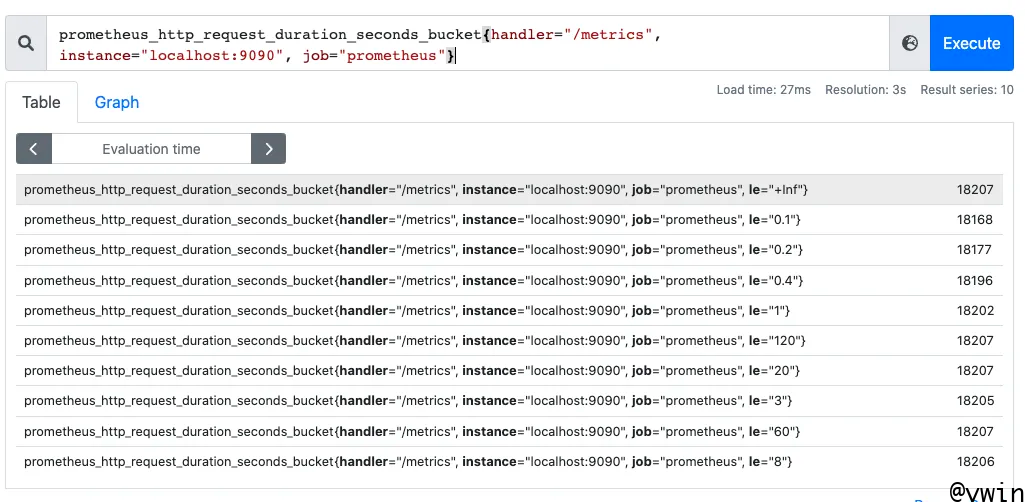 prometheus_http_request_duration_seconds_bucket{handler="/metrics",
instance="localhost:9090", job="prometheus"}
Execute
Table
Graph
Load time: 27ms Resolution: 3s Result series: 10
Evaluation time
prometheus_http_request_duration_seconds_bucket{handler="/metrics", instance="localhost:9090", job="prometheus", le="+Inf"} 18207
prometheus_http_request_duration_seconds_bucket{handler="/metrics", instance="localhost:9090", job="prometheus", le="0.1"} 18168
prometheus_http_request_duration_seconds_bucket{handler="/metrics", instance="localhost:9090", job="prometheus", le="0.2"} 18177
prometheus_http_request_duration_seconds_bucket{handler="/metrics", instance="localhost:9090", job="prometheus", le="0.4"} 18196
prometheus_http_request_duration_seconds_bucket{handler="/metrics", instance="localhost:9090", job="prometheus", le="1"} 18202
prometheus_http_request_duration_seconds_bucket{handler="/metrics", instance="localhost:9090", job="prometheus", le="120"} 18207
prometheus_http_request_duration_seconds_bucket{handler="/metrics", instance="localhost:9090", job="prometheus", le="20"} 18207
prometheus_http_request_duration_seconds_bucket{handler="/metrics", instance="localhost:9090", job="prometheus", le="3"} 18205
prometheus_http_request_duration_seconds_bucket{handler="/metrics", instance="localhost:9090", job="prometheus", le="60"} 18207
prometheus_http_request_duration_seconds_bucket{handler="/metrics", instance="localhost:9090", job="prometheus", le="8"} 18206